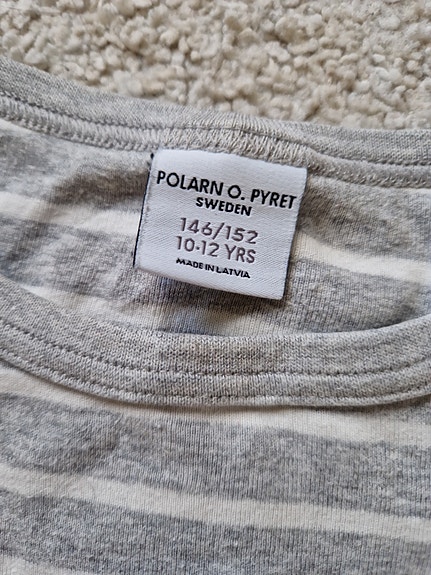 POLARN O. PYRET
SWEDEN
146/152
10-12 YRS
MADE IN LATVIA